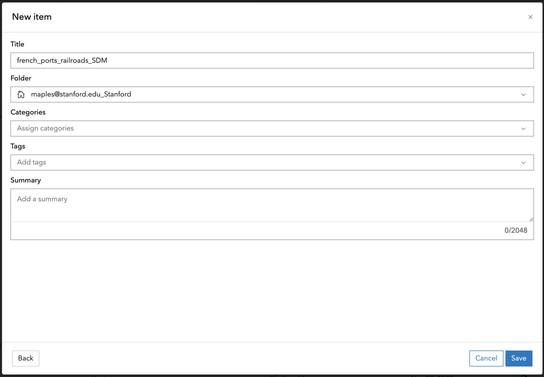 New item
×
Title
french_ports_railroads_SDM
Folder
maples@stanford.edu_Stanford
Categories
Assign categories
Tags
Add tags
Summary
Add a summary
0/2048
Back
Cancel
Save